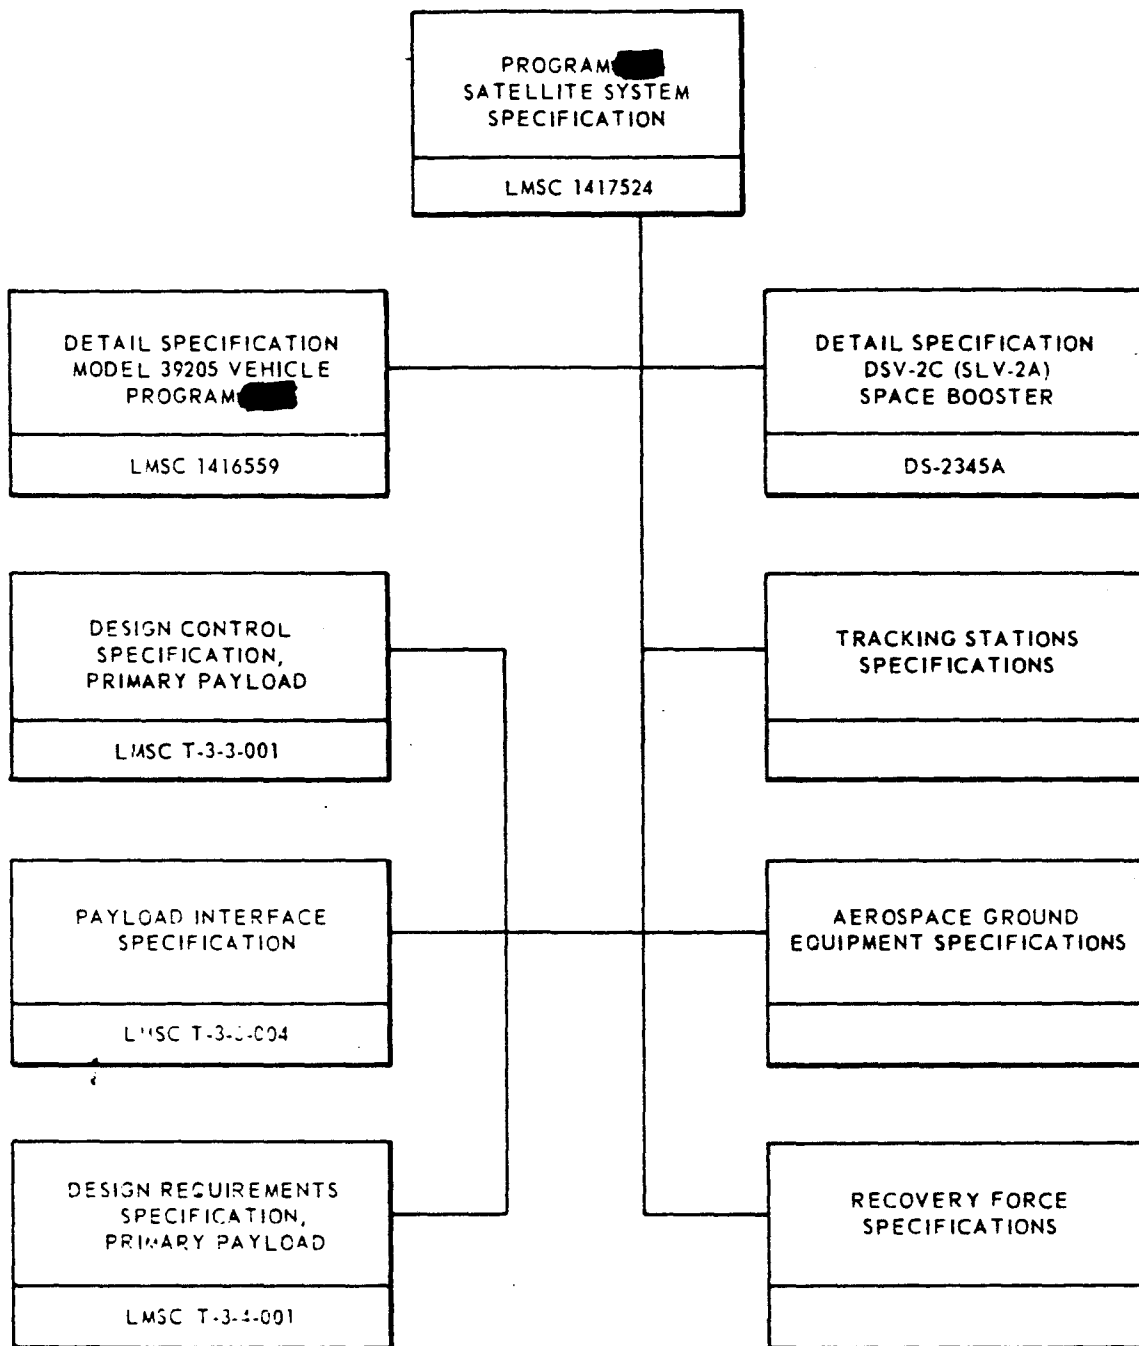 PROGRAM
SATELLITE SYSTEM
SPECIFICATION
LMSC 1417524
DETAIL SPECIFICATION
MODEL 39205 VEHICLE
PROGRAM
LMSC 1416559
DETAIL SPECIFICATION
DSV-2C (SLV-2A)
SPACE BOOSTER
DS-2345A
DESIGN CONTROL
SPECIFICATION,
PRIMARY PAYLOAD
LMSC T-3-3-001
TRACKING STATIONS
SPECIFICATIONS
PAYLOAD INTERFACE
SPECIFICATION
LMSC
AEROSPACE GROUND
EQUIPMENT SPECIFICATIONS
DESIGN REQUIREMENTS
SPECIFICATION,
PRIMARY PAYLOAD
LMSC T-3-4-001
RECOVERY FORCE
SPECIFICATIONS